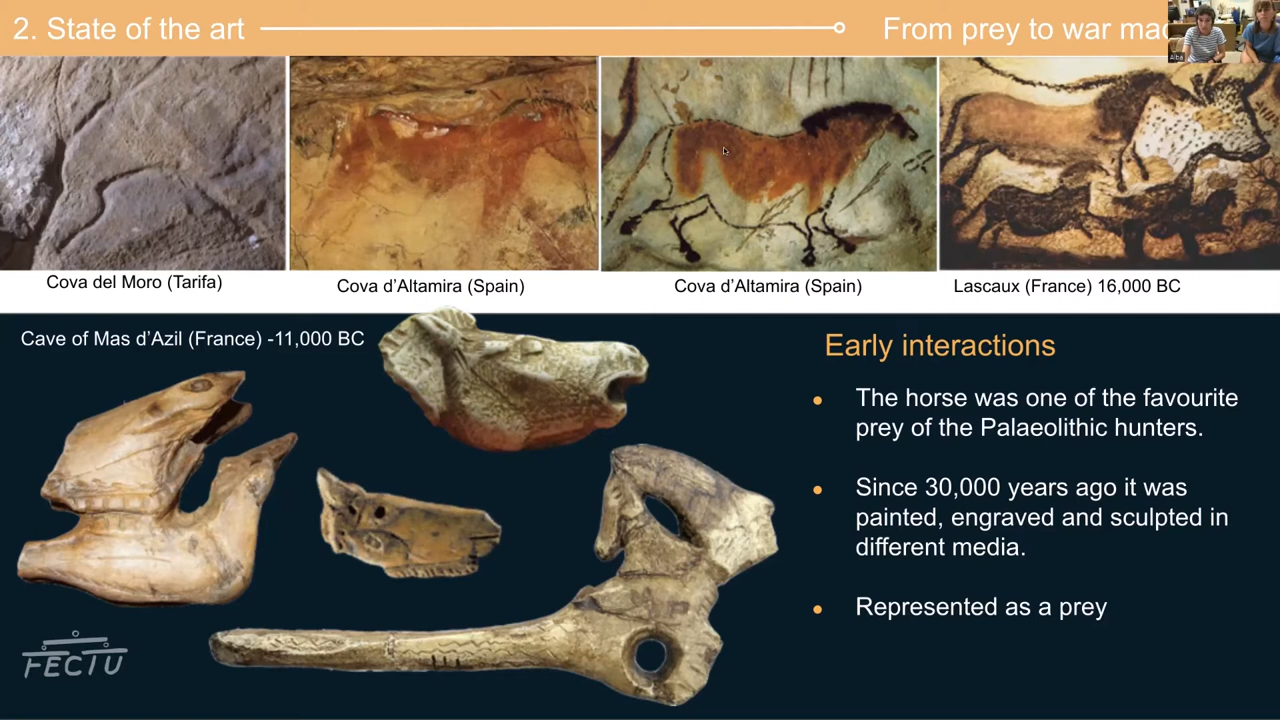 2. State of the art
From prey to war
Alba
Cova del Moro (Tarifa)
Cova d'Altamira (Spain)
Cova d'Altamira (Spain)
Lascaux (France) 16,000 BC
Cave of Mas d'Azil (France) -11,000 BC
Early interactions
The horse was one of the favourite
prey of the Palaeolithic hunters.
Since 30,000 years ago it was
painted, engraved and sculpted in
different media.
Represented as a prey
FECTU